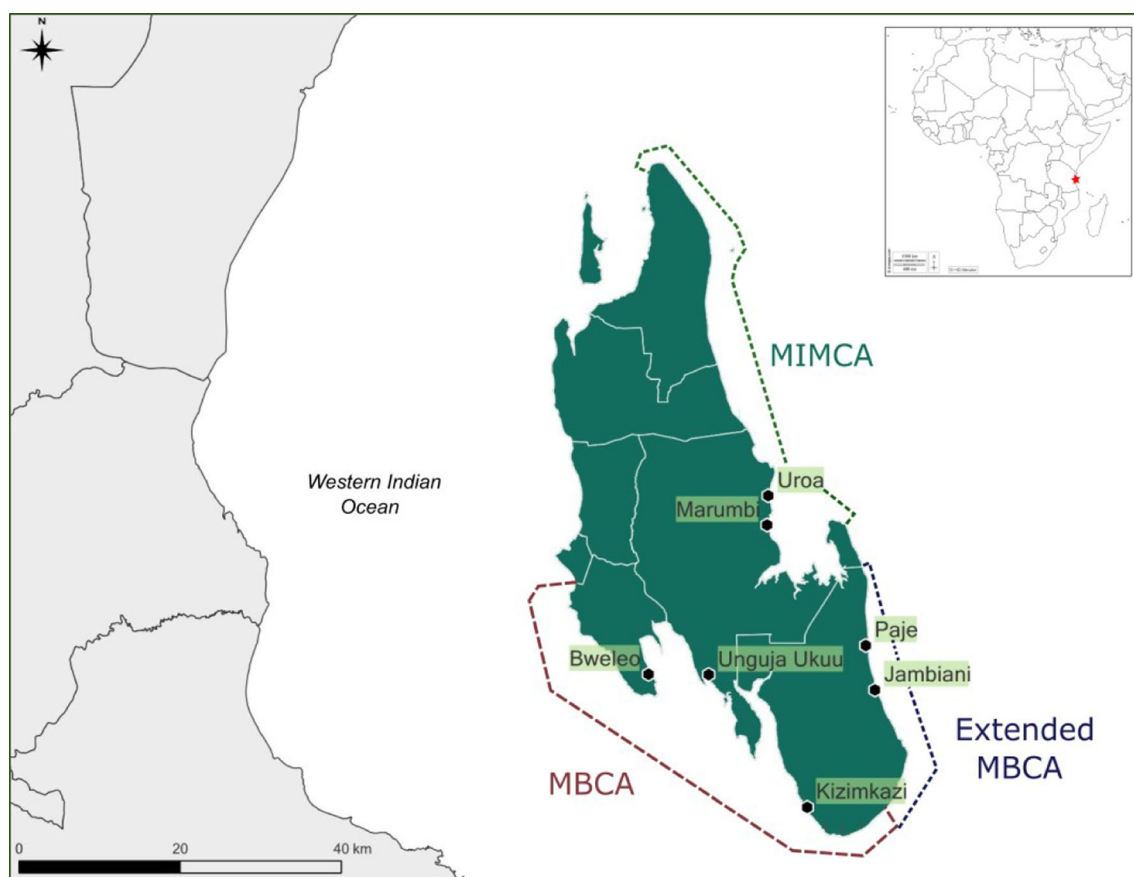 N
MIMCA
Uroa
Western Indian
Ocean
Marumbi
Paje
Bweleo
Unguja Ukuu
Jambiani
Extended
MBCA
MBCA
Kizimkazi
0
20
40 km